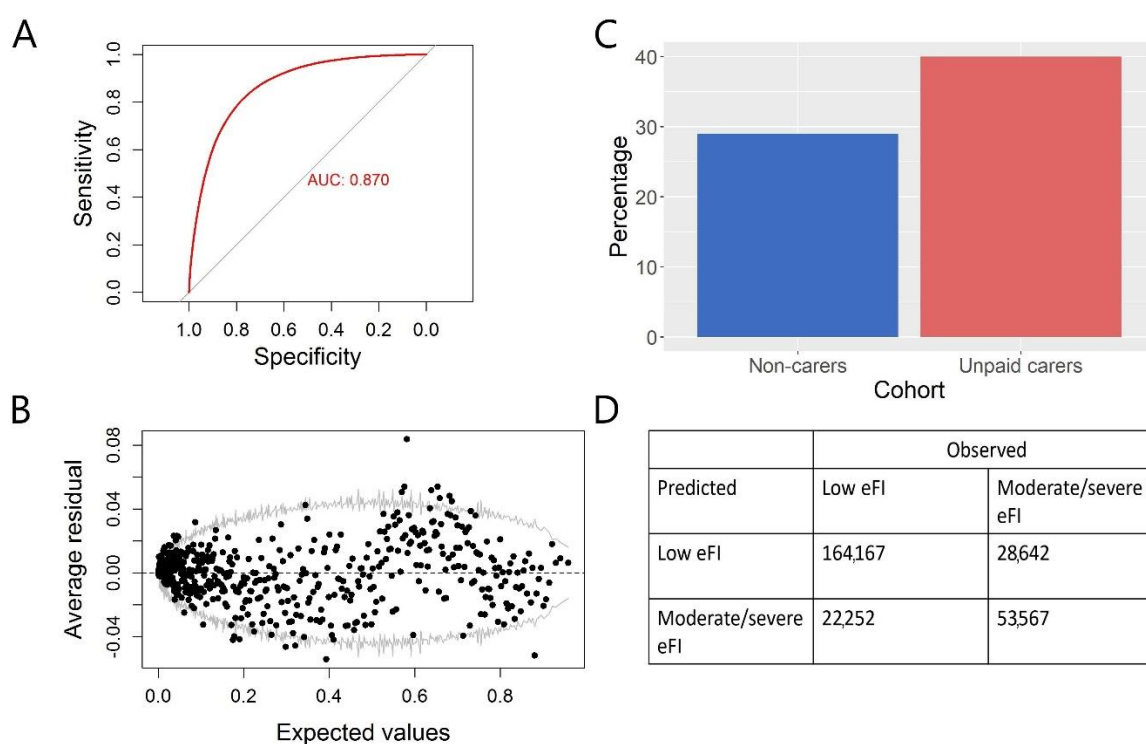 A
Sensitivity
1.0
0.8
0.6
0.4
0.2
0.0
AUC: 0.870
1.0 0.8 0.6 0.4 0.2 0.0
Specificity
C
Percentage
40
30
20
10
0
Non-carers Unpaid carers
Cohort
B
Average residual
0.08
0.04
0.00
-0.04
0.0 0.2 0.4 0.6 0.8
Expected values
D
Observed
Predicted Low eFI Moderate/severe
eFI
Low eFI 164,167 28,642
Moderate/severe 22,252 53,567
eFI